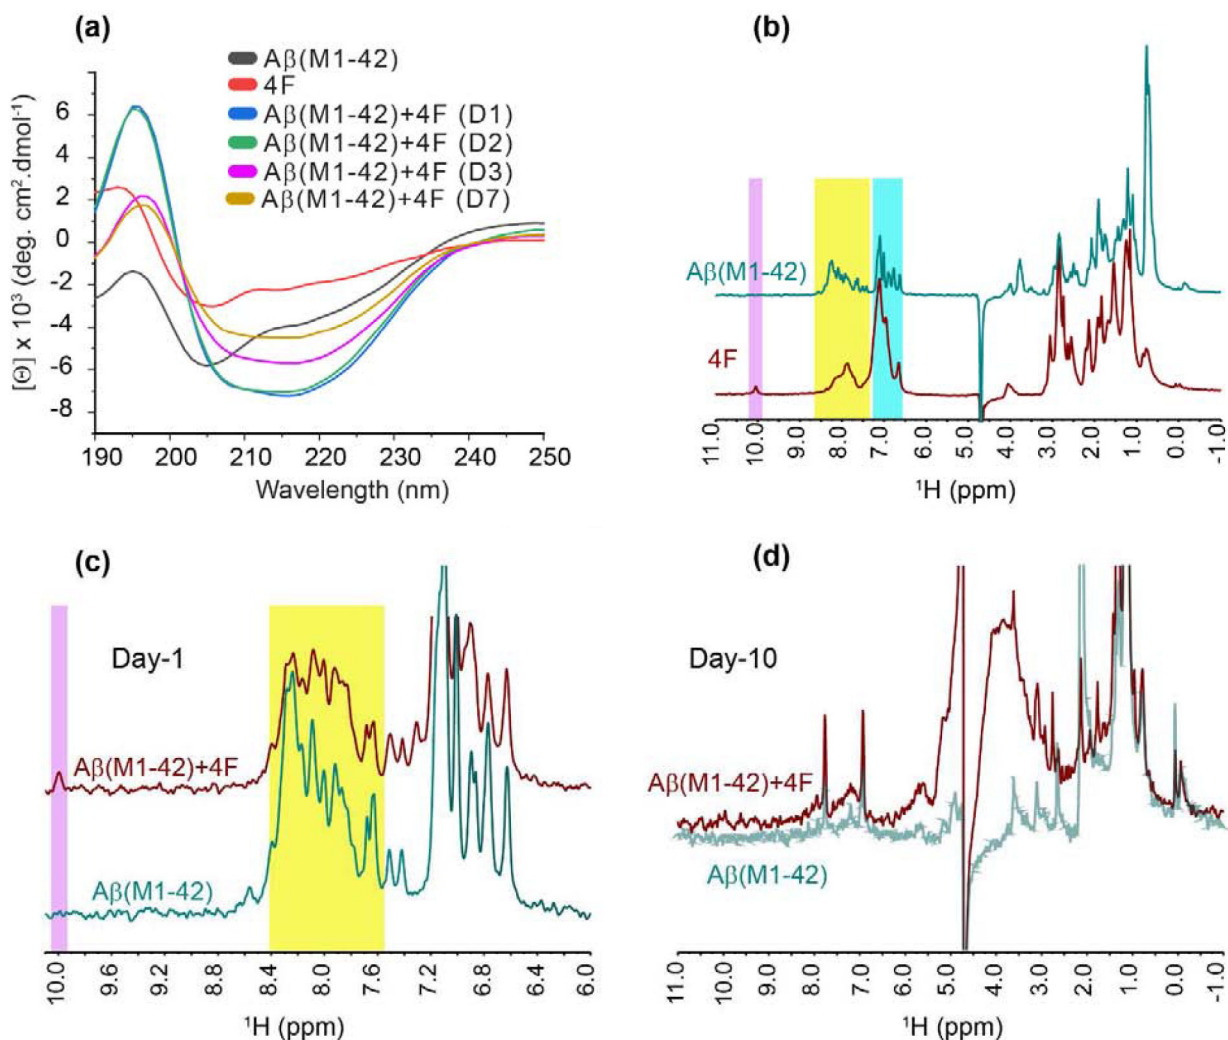 (a)
Aβ(M1-42)
4F
Aβ(M1-42)+4F (D1)
Aβ(M1-42)+4F (D2)
Aβ(M1-42)+4F (D3)
Aβ(M1-42)+4F (D7)
[Θ] x 10³ (deg. cm².dmol⁻¹)
6
4
2
0
-2
-4
-6
-8
190 200 210 220 230 240 250
Wavelength (nm)
(b)
Aβ(M1-42)
4F
11.0 10.0 9.0 8.0 7.0 6.0 5.0 4.0 3.0 2.0 1.0 0.0 -1.0
¹H (ppm)
(c)
Day-1
Aβ(M1-42)+4F
Aβ(M1-42)
10.0 9.6 9.2 8.8 8.4 8.0 7.6 7.2 6.8 6.4 6.0
¹H (ppm)
(d)
Day-10
Aβ(M1-42)+4F
Aβ(M1-42)
11.0 10.0 9.0 8.0 7.0 6.0 5.0 4.0 3.0 2.0 1.0 0.0 -1.0
¹H (ppm)